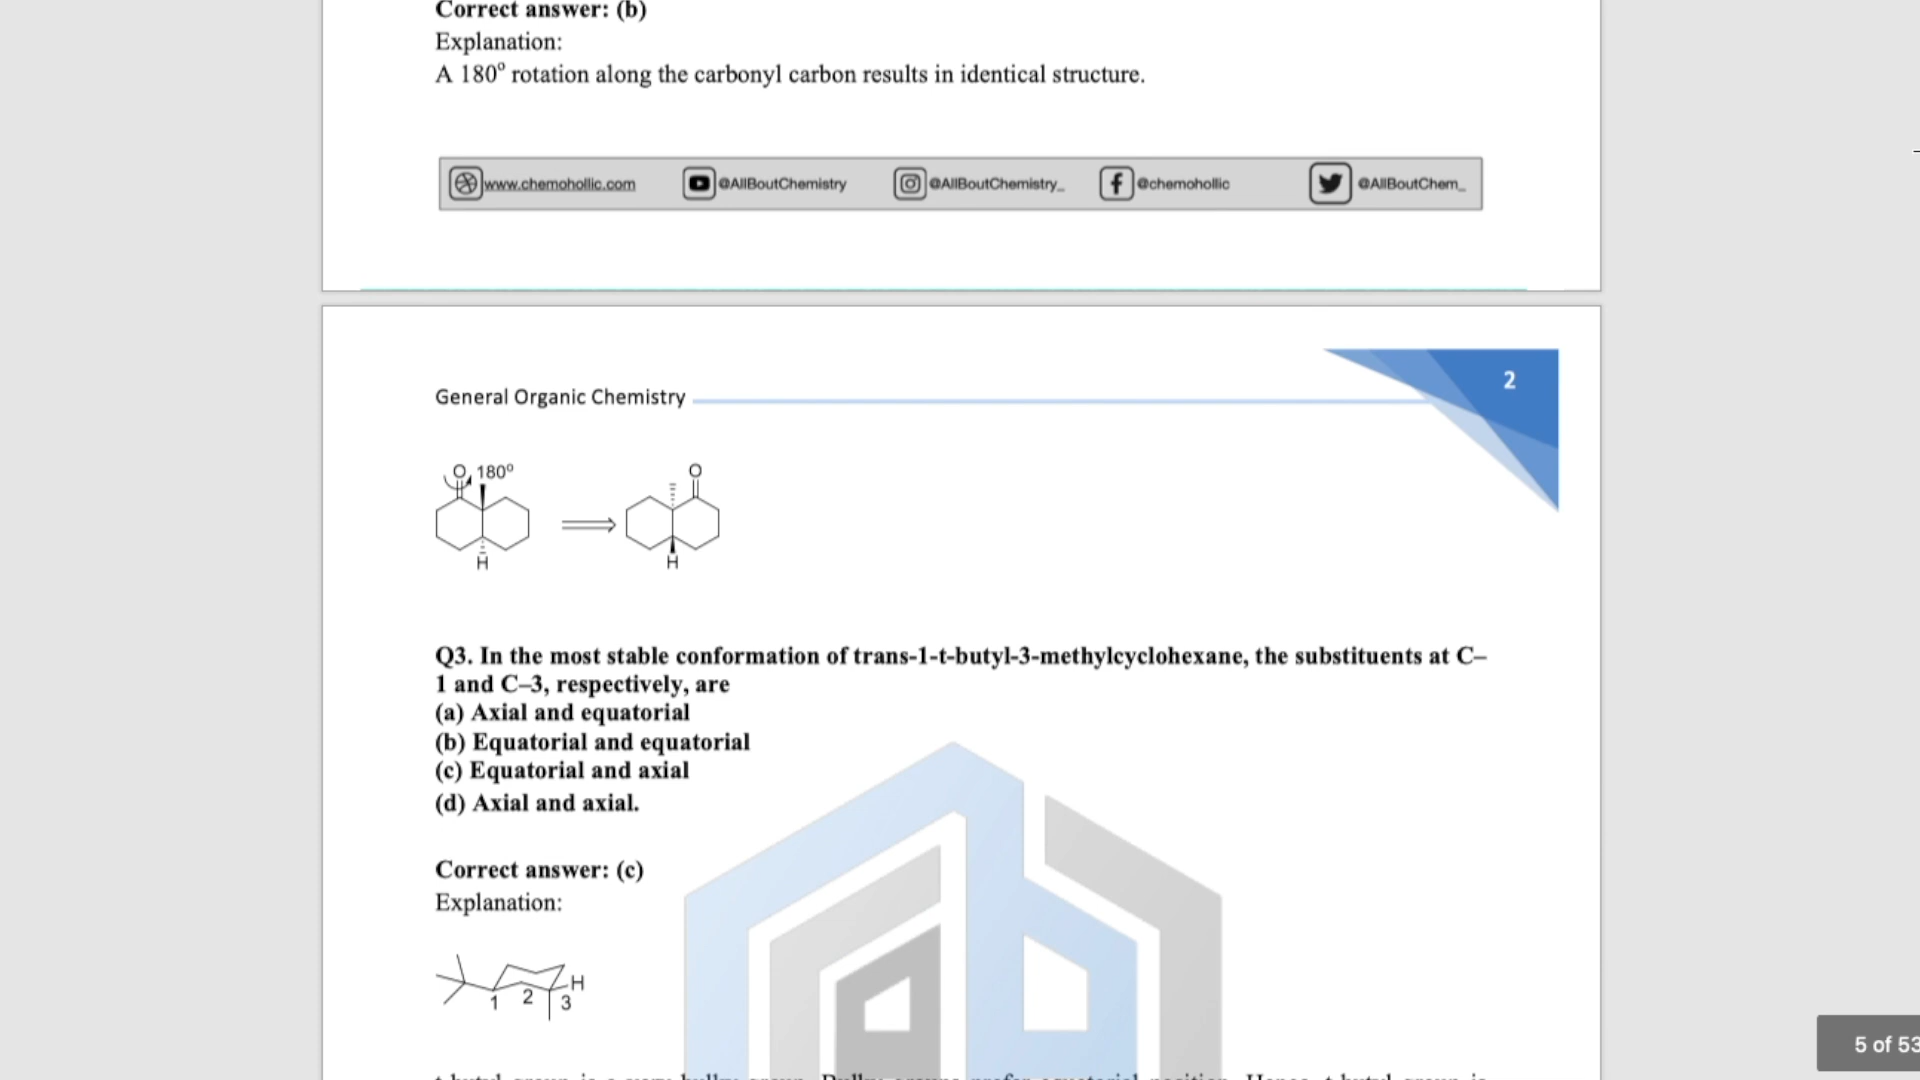 Correct answer: (b)
Explanation:
A 180° rotation along the carbonyl carbon results in identical structure.
www.chemohollic.com @AllBoutChemistry @AllBoutChemistry_ @chemohollic @AllBoutChem_
2
General Organic Chemistry
O 180° O
H H
Q3. In the most stable conformation of trans-1-t-butyl-3-methylcyclohexane, the substituents at C–
1 and C–3, respectively, are
(a) Axial and equatorial
(b) Equatorial and equatorial
(c) Equatorial and axial
(d) Axial and axial.
Correct answer: (c)
Explanation:
H
1 2 3
5 of 53